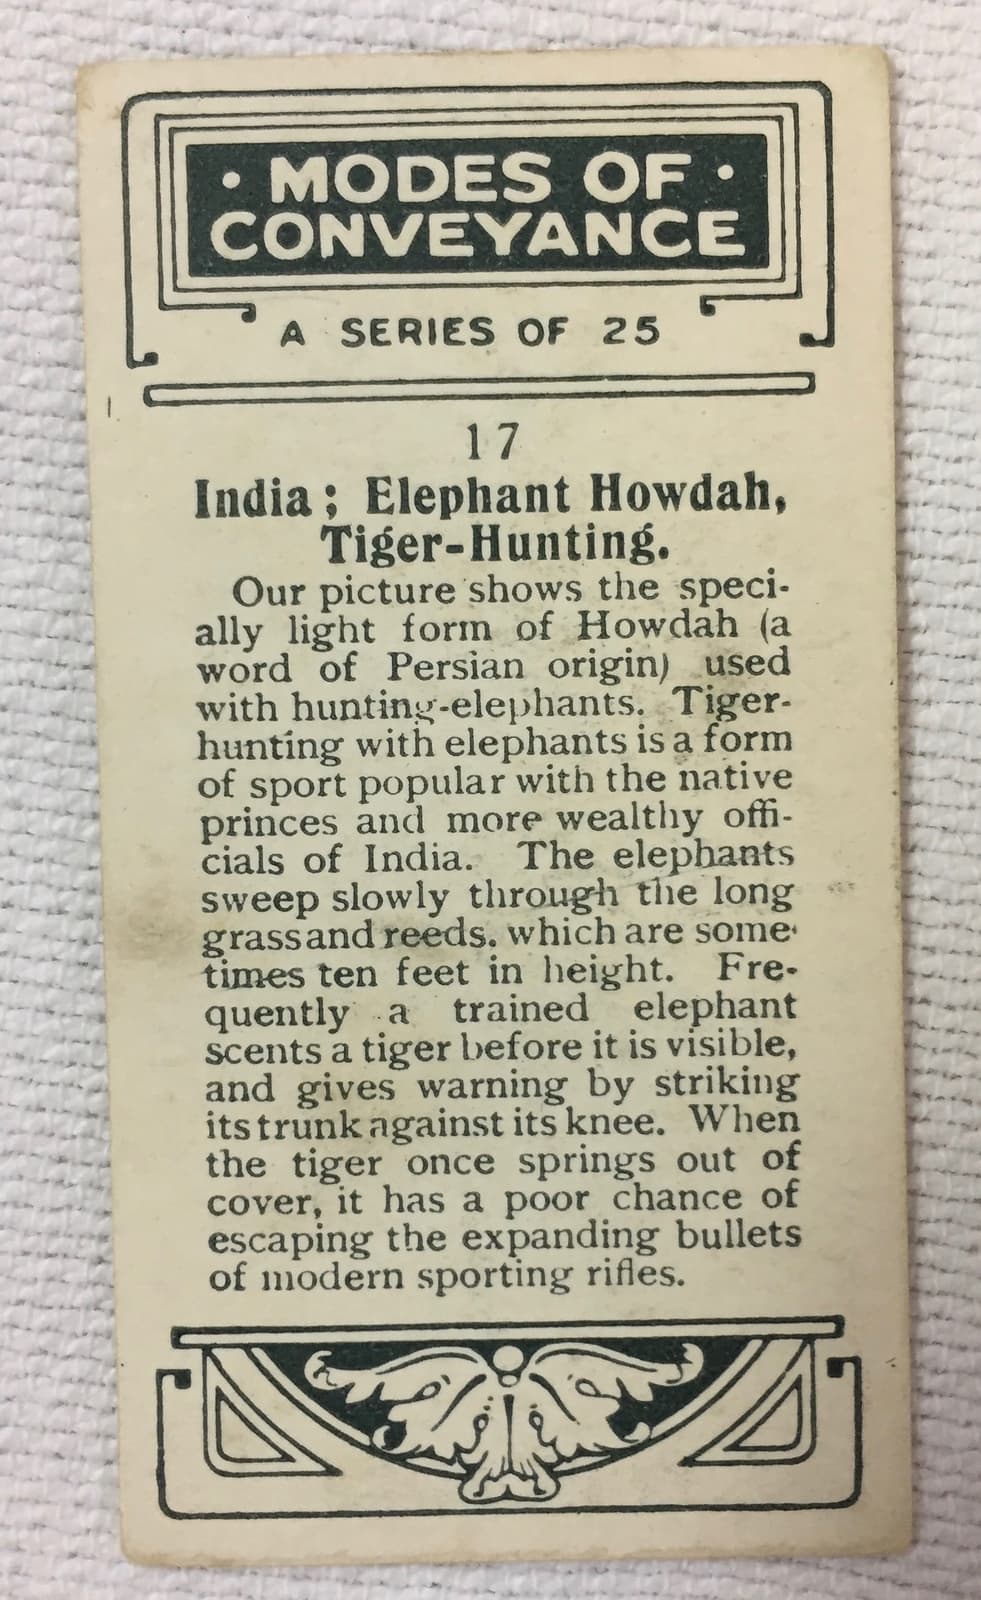 · MODES OF ·
CONVEYANCE
A SERIES OF 25
17
India; Elephant Howdah,
Tiger-Hunting.
Our picture shows the speci-
ally light form of Howdah (a
word of Persian origin) used
with hunting-elephants. Tiger-
hunting with elephants is a form
of sport popular with the native
princes and more wealthy offi-
cials of India. The elephants
sweep slowly through the long
grass and reeds. which are some-
times ten feet in height. Fre-
quently a trained elephant
scents a tiger before it is visible,
and gives warning by striking
its trunk against its knee. When
the tiger once springs out of
cover, it has a poor chance of
escaping the expanding bullets
of modern sporting rifles.